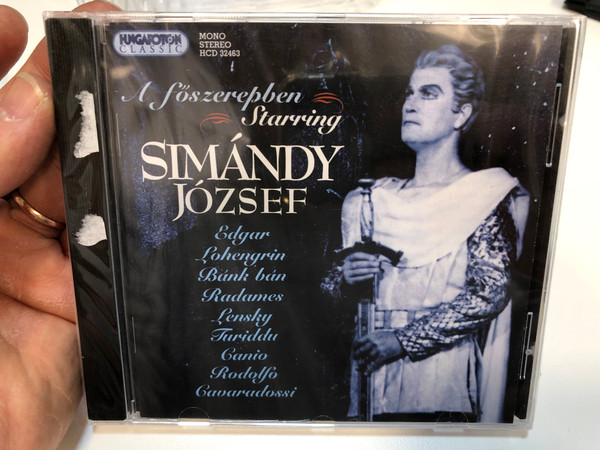 HUNGAROTON
CLASSIC
MONO
STEREO
HCD 32463
A főszerepben
Starring
SIMÁNDY
JÓZSEF
Edgar
Lohengrin
Bánk bán
Radames
Lensky
Turiddu
Canio
Rodolfo
Cavaradossi